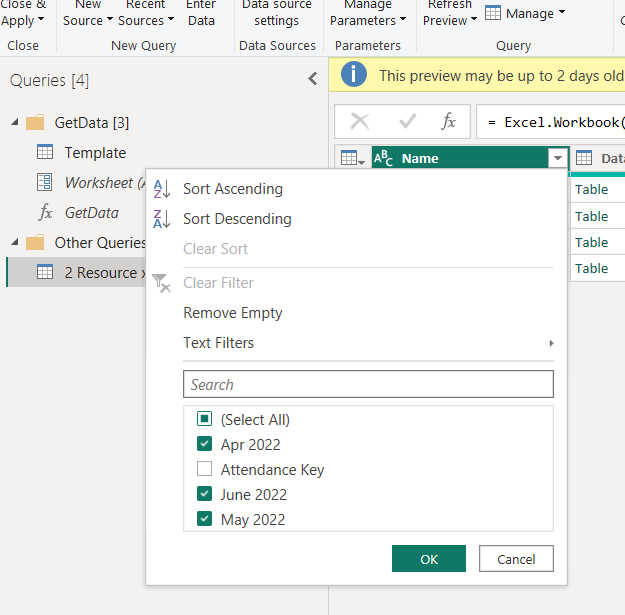 Close &
Apply
New
Source
Recent
Sources
Enter
Data
Data source
settings
Manage
Parameters
Refresh
Preview
Manage
Close
New Query
Data Sources
Parameters
Query
Queries [4]
This preview may be up to 2 days old
GetData [3]
Template
Worksheet (
GetData
Other Queries
2 Resource x
= Excel.Workbook(
ABC Name
Data
Table
Table
Table
Table
Sort Ascending
Sort Descending
Clear Sort
Clear Filter
Remove Empty
Text Filters
Search
(Select All)
Apr 2022
Attendance Key
June 2022
May 2022
OK
Cancel